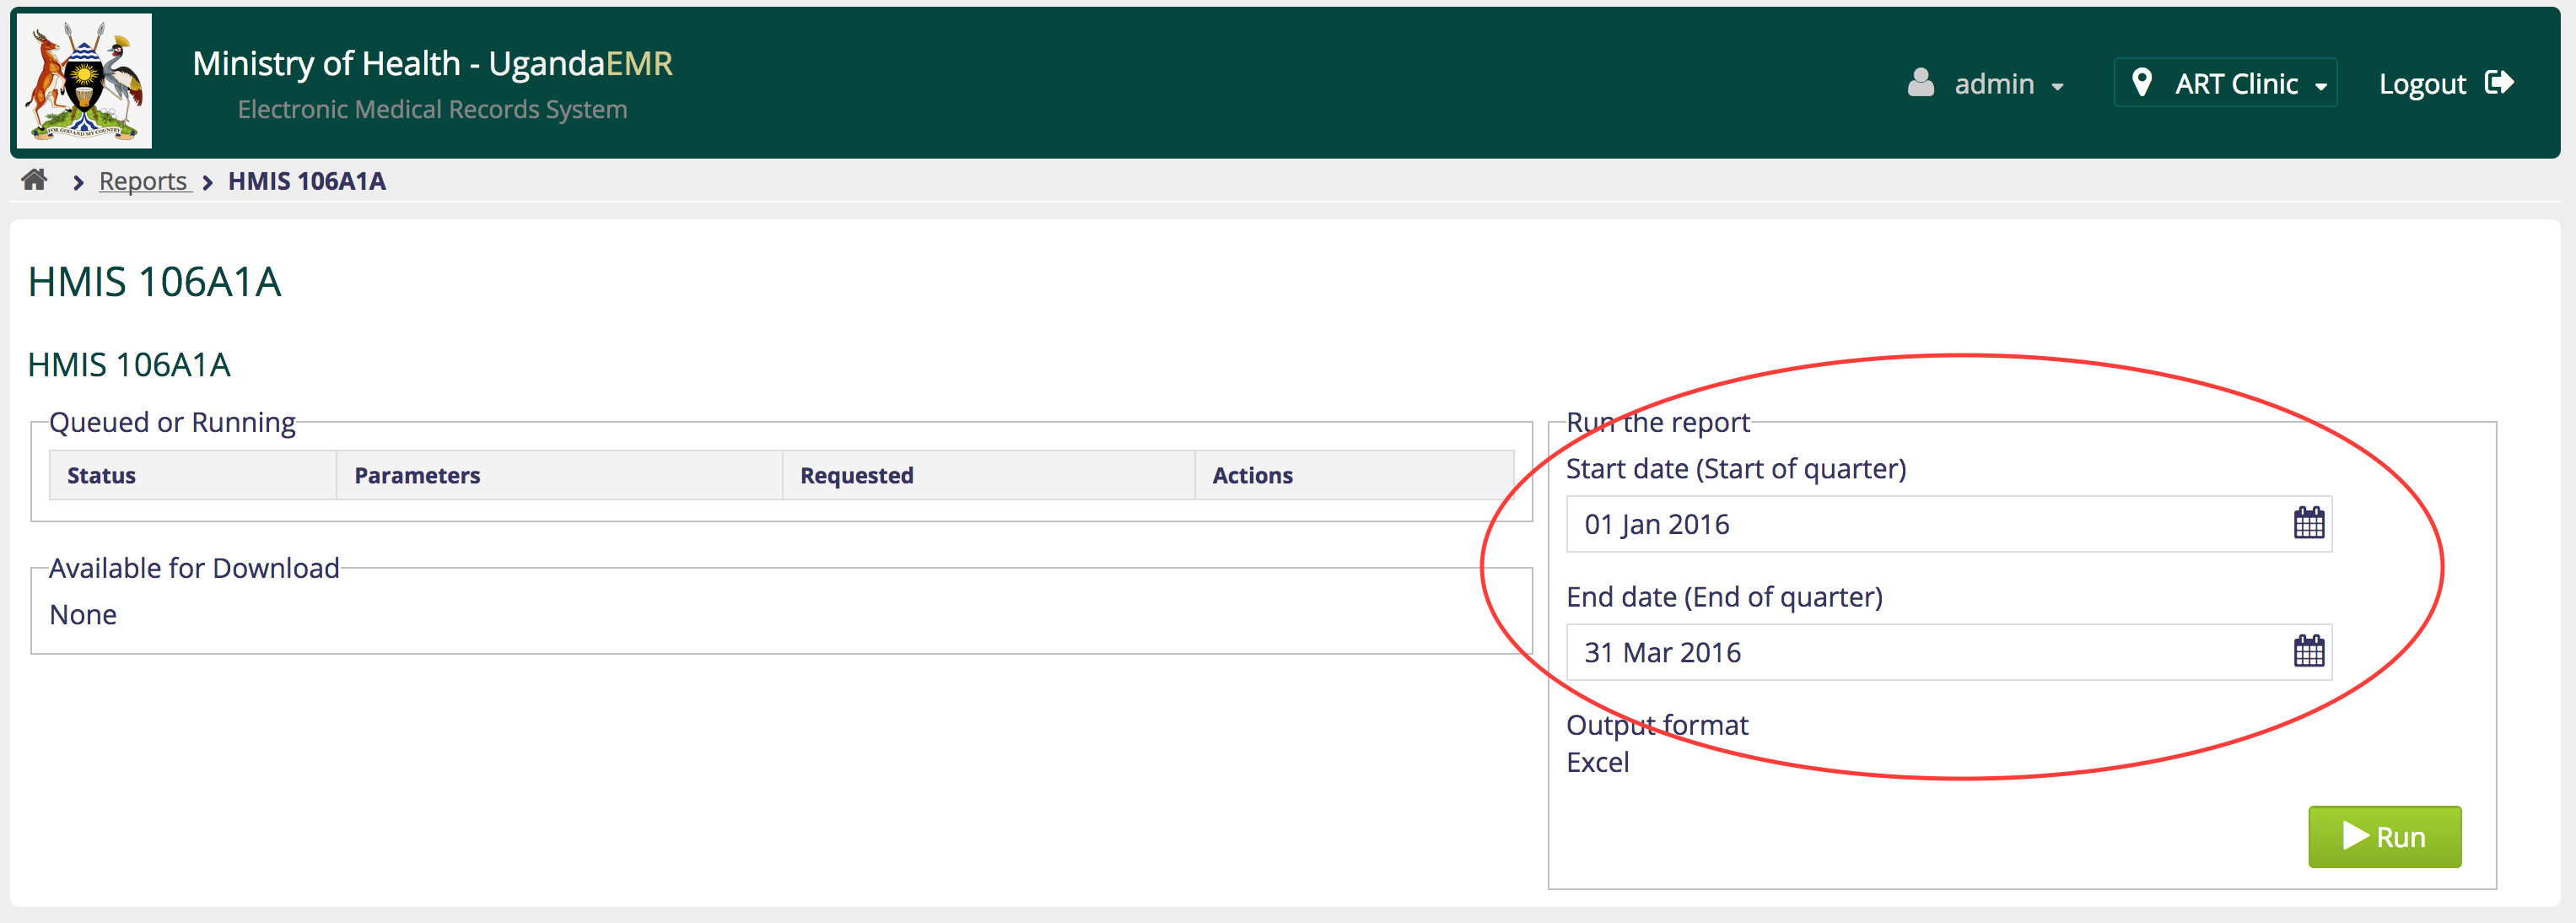 Ministry of Health - UgandaEMR
Electronic Medical Records System
FOR GOD AND MY COUNTRY
admin
ART Clinic
Logout
Reports
HMIS 106A1A
HMIS 106A1A
HMIS 106A1A
Queued or Running
Status Parameters Requested Actions
Available for Download
None
Run the report
Start date (Start of quarter)
01 Jan 2016
End date (End of quarter)
31 Mar 2016
Output format
Excel
Run